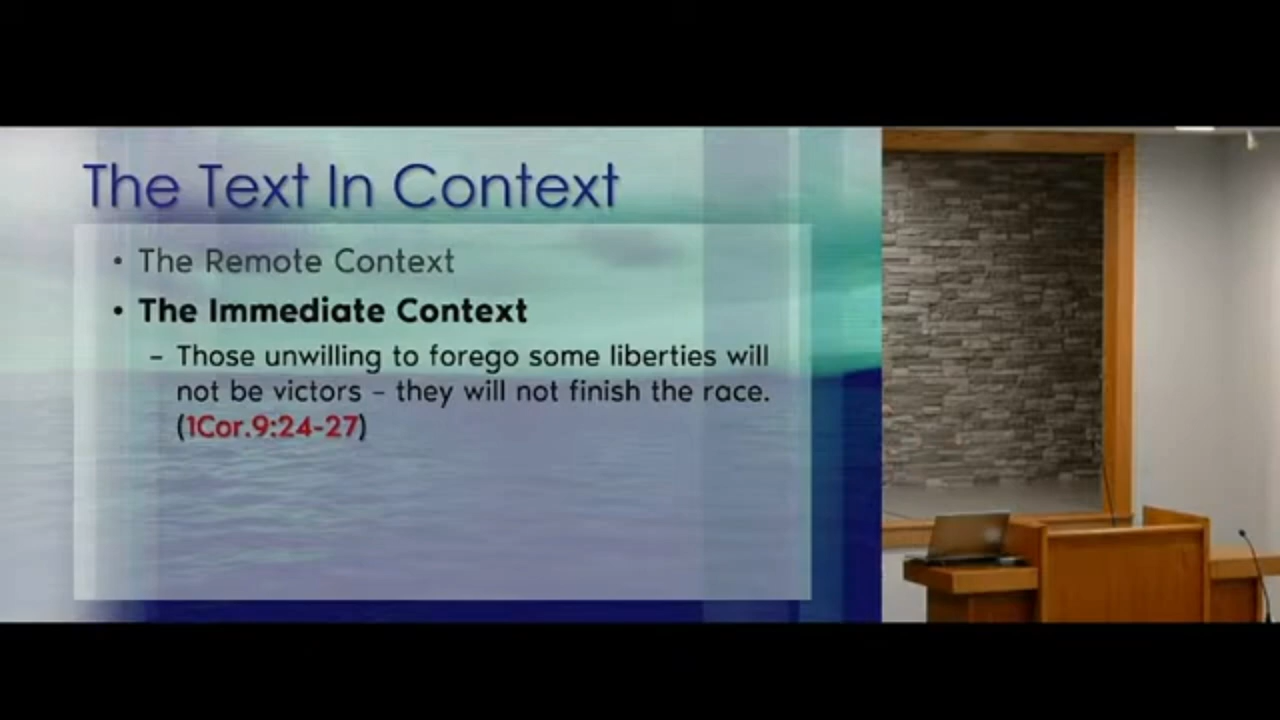 The Text In Context
• The Remote Context
• The Immediate Context
– Those unwilling to forego some liberties will
not be victors – they will not finish the race.
(1Cor.9:24-27)